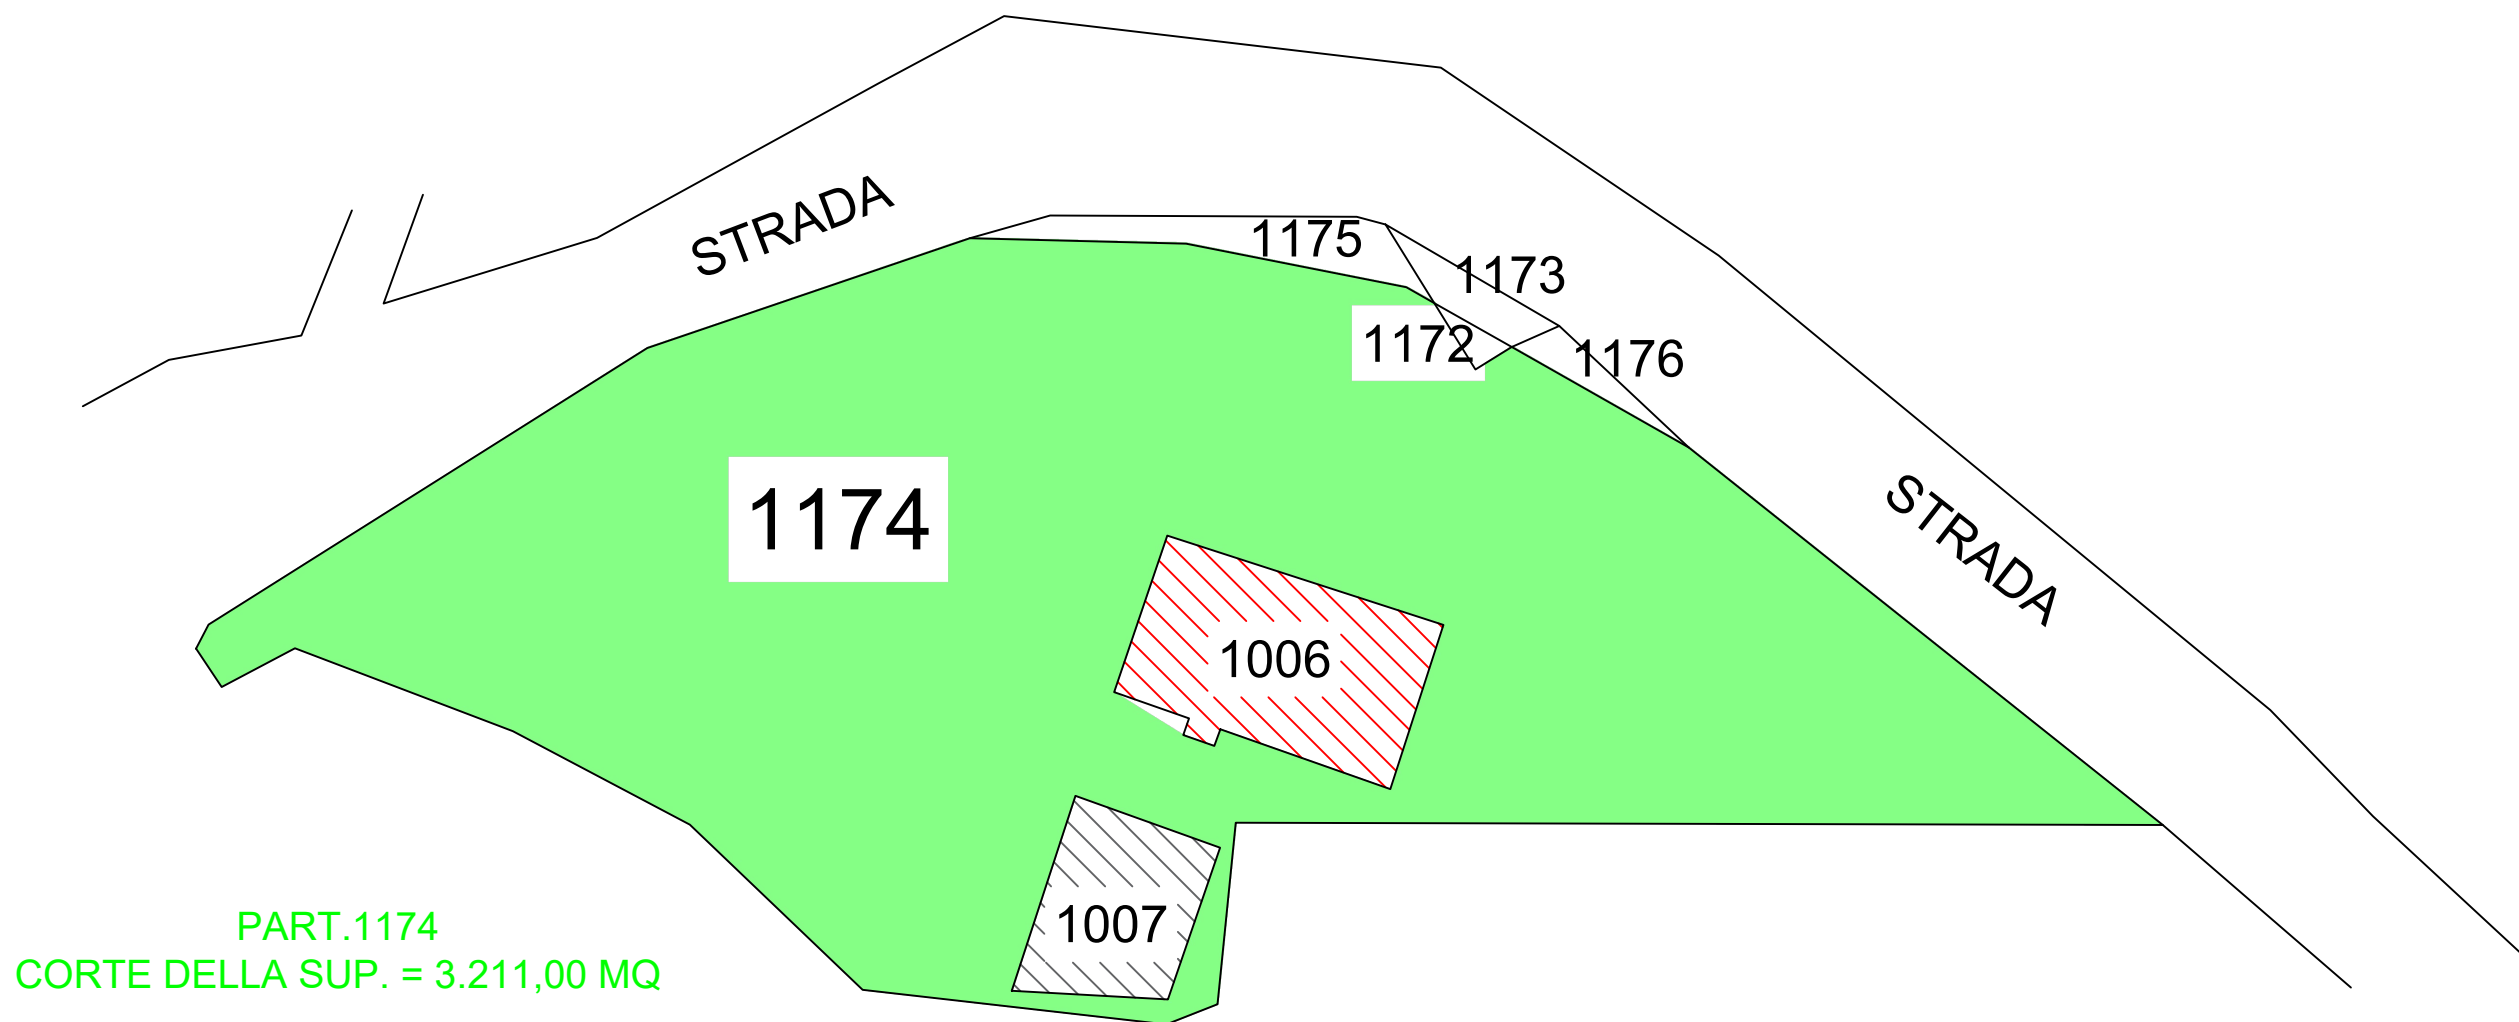 STRADA
1175
1173
1172
1176
1174
STRADA
1006
1007
PART.1174
CORTE DELLA SUP. = 3.211,00 MQ